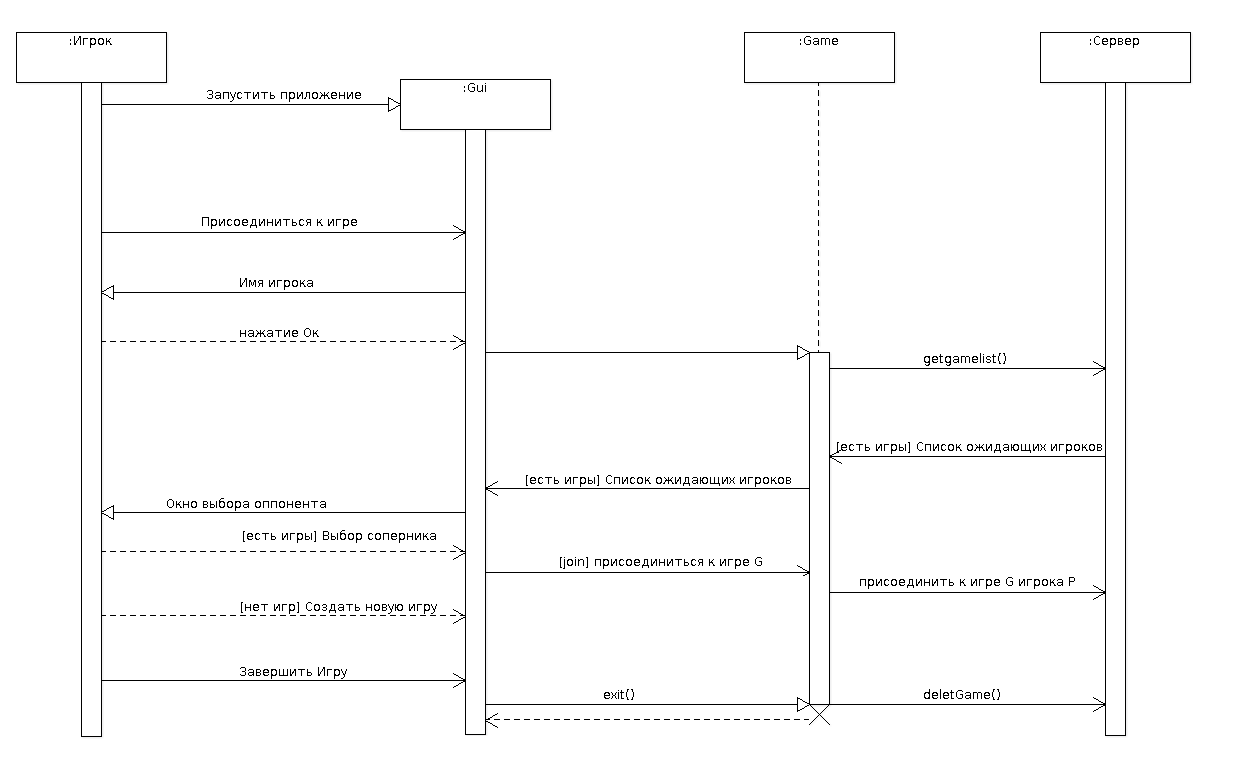 :Игрок
:Game
:Сервер
:Gui
Запустить приложение
Присоединиться к игре
Имя игрока
нажатие Ок
getgamelist()
[есть игры] Список ожидающих игроков
[есть игры] Список ожидающих игроков
Окно выбора оппонента
[есть игры] Выбор соперника
[join] присоединиться к игре G
присоединить к игре G игрока P
[нет игр] Создать новую игру
Завершить Игру
exit()
deletGame()